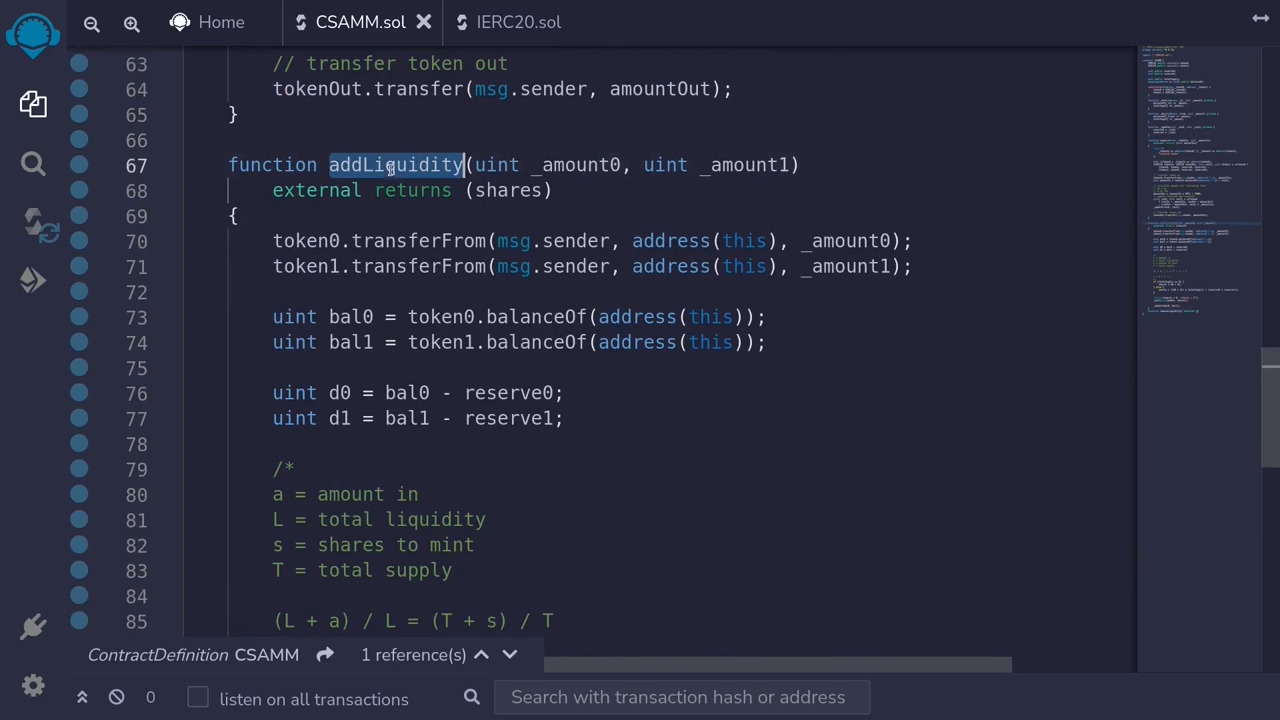 Home
CSAMM.sol
IERC20.sol
63 // transfer token out
64 tokenOut.transfer(msg.sender, amountOut);
65 }
66
67 function addLiquidity(uint _amount0, uint _amount1)
68 external returns (shares)
69 {
70 token0.transferFrom(msg.sender, address(this), _amount0);
71 token1.transferFrom(msg.sender, address(this), _amount1);
72
73 uint bal0 = token0.balanceOf(address(this));
74 uint bal1 = token1.balanceOf(address(this));
75
76 uint d0 = bal0 - reserve0;
77 uint d1 = bal1 - reserve1;
78
79 /*
80 a = amount in
81 L = total liquidity
82 s = shares to mint
83 T = total supply
84
85 (L + a) / L = (T + s) / T
ContractDefinition CSAMM 1 reference(s)
0 listen on all transactions Search with transaction hash or address